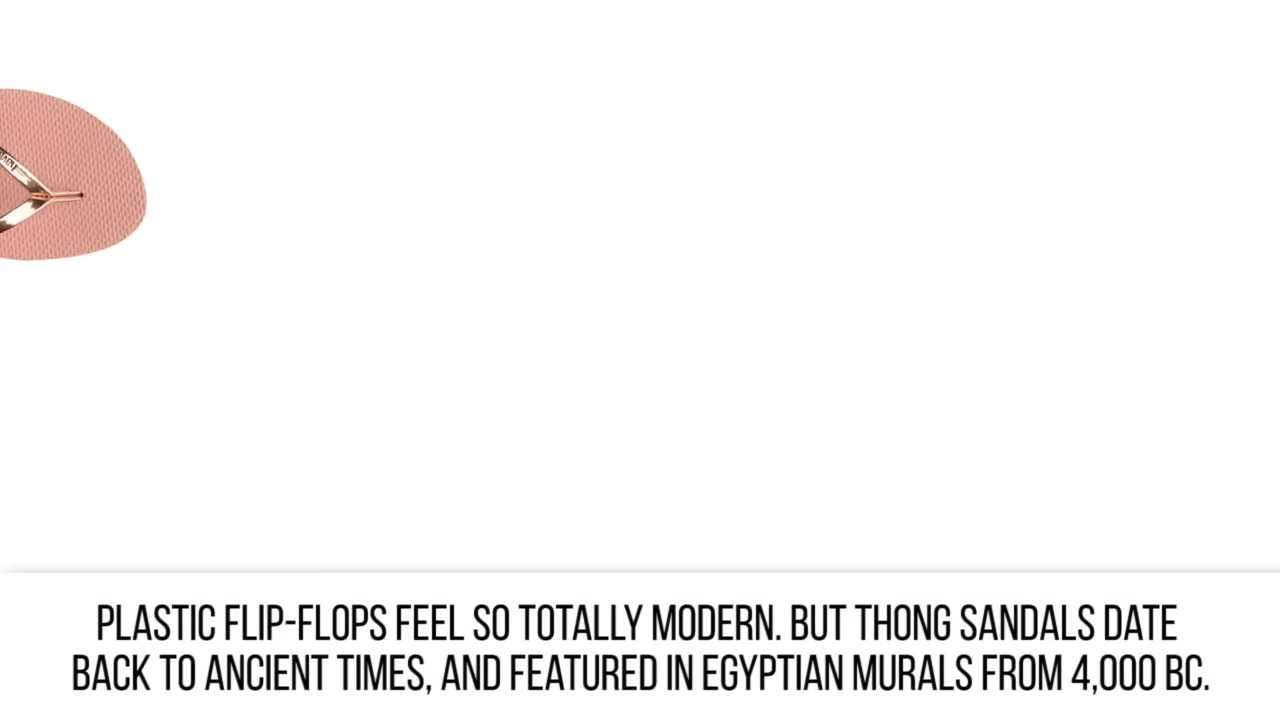 PLASTIC FLIP-FLOPS FEEL SO TOTALLY MODERN. BUT THONG SANDALS DATE
BACK TO ANCIENT TIMES, AND FEATURED IN EGYPTIAN MURALS FROM 4,000 BC.